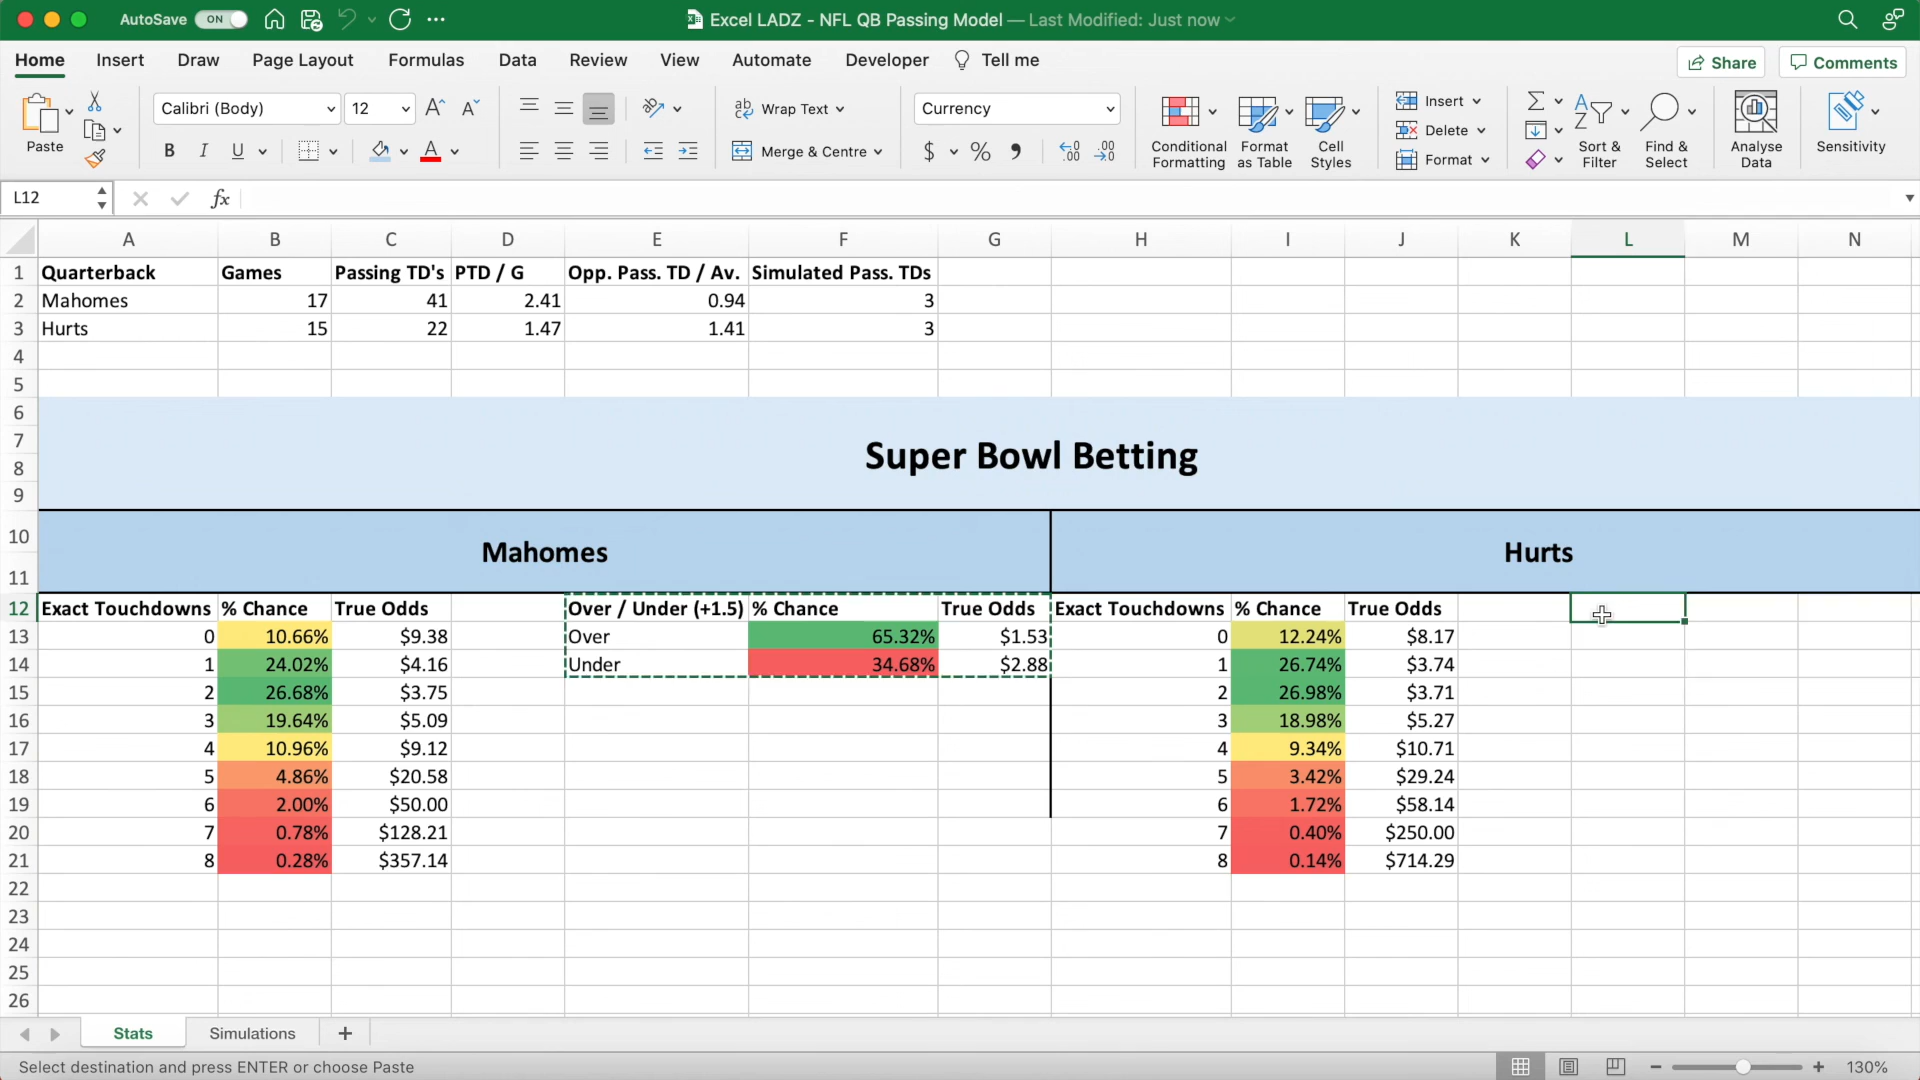 AutoSave ON Excel LADZ - NFL QB Passing Model — Last Modified: Just now
Home Insert Draw Page Layout Formulas Data Review View Automate Developer Tell me Share Comments
Paste Calibri (Body) 12 Wrap Text Merge & Centre Currency Conditional Formatting Format as Table Cell Styles Insert Delete Format Sort & Filter Find & Select Analyse Data Sensitivity
L12 fx
A B C D E F G H I J K L M N
1 Quarterback Games Passing TD's PTD / G Opp. Pass. TD / Av. Simulated Pass. TDs
2 Mahomes 17 41 2.41 0.94 3
3 Hurts 15 22 1.47 1.41 3
4
5
6
7 Super Bowl Betting
8
9
10 Mahomes Hurts
11
12 Exact Touchdowns % Chance True Odds Over / Under (+1.5) % Chance True Odds Exact Touchdowns % Chance True Odds
13 0 10.66% $9.38 Over 65.32% $1.53 0 12.24% $8.17
14 1 24.02% $4.16 Under 34.68% $2.88 1 26.74% $3.74
15 2 26.68% $3.75 2 26.98% $3.71
16 3 19.64% $5.09 3 18.98% $5.27
17 4 10.96% $9.12 4 9.34% $10.71
18 5 4.86% $20.58 5 3.42% $29.24
19 6 2.00% $50.00 6 1.72% $58.14
20 7 0.78% $128.21 7 0.40% $250.00
21 8 0.28% $357.14 8 0.14% $714.29
22
23
24
25
26
Stats Simulations +
Select destination and press ENTER or choose Paste 130%